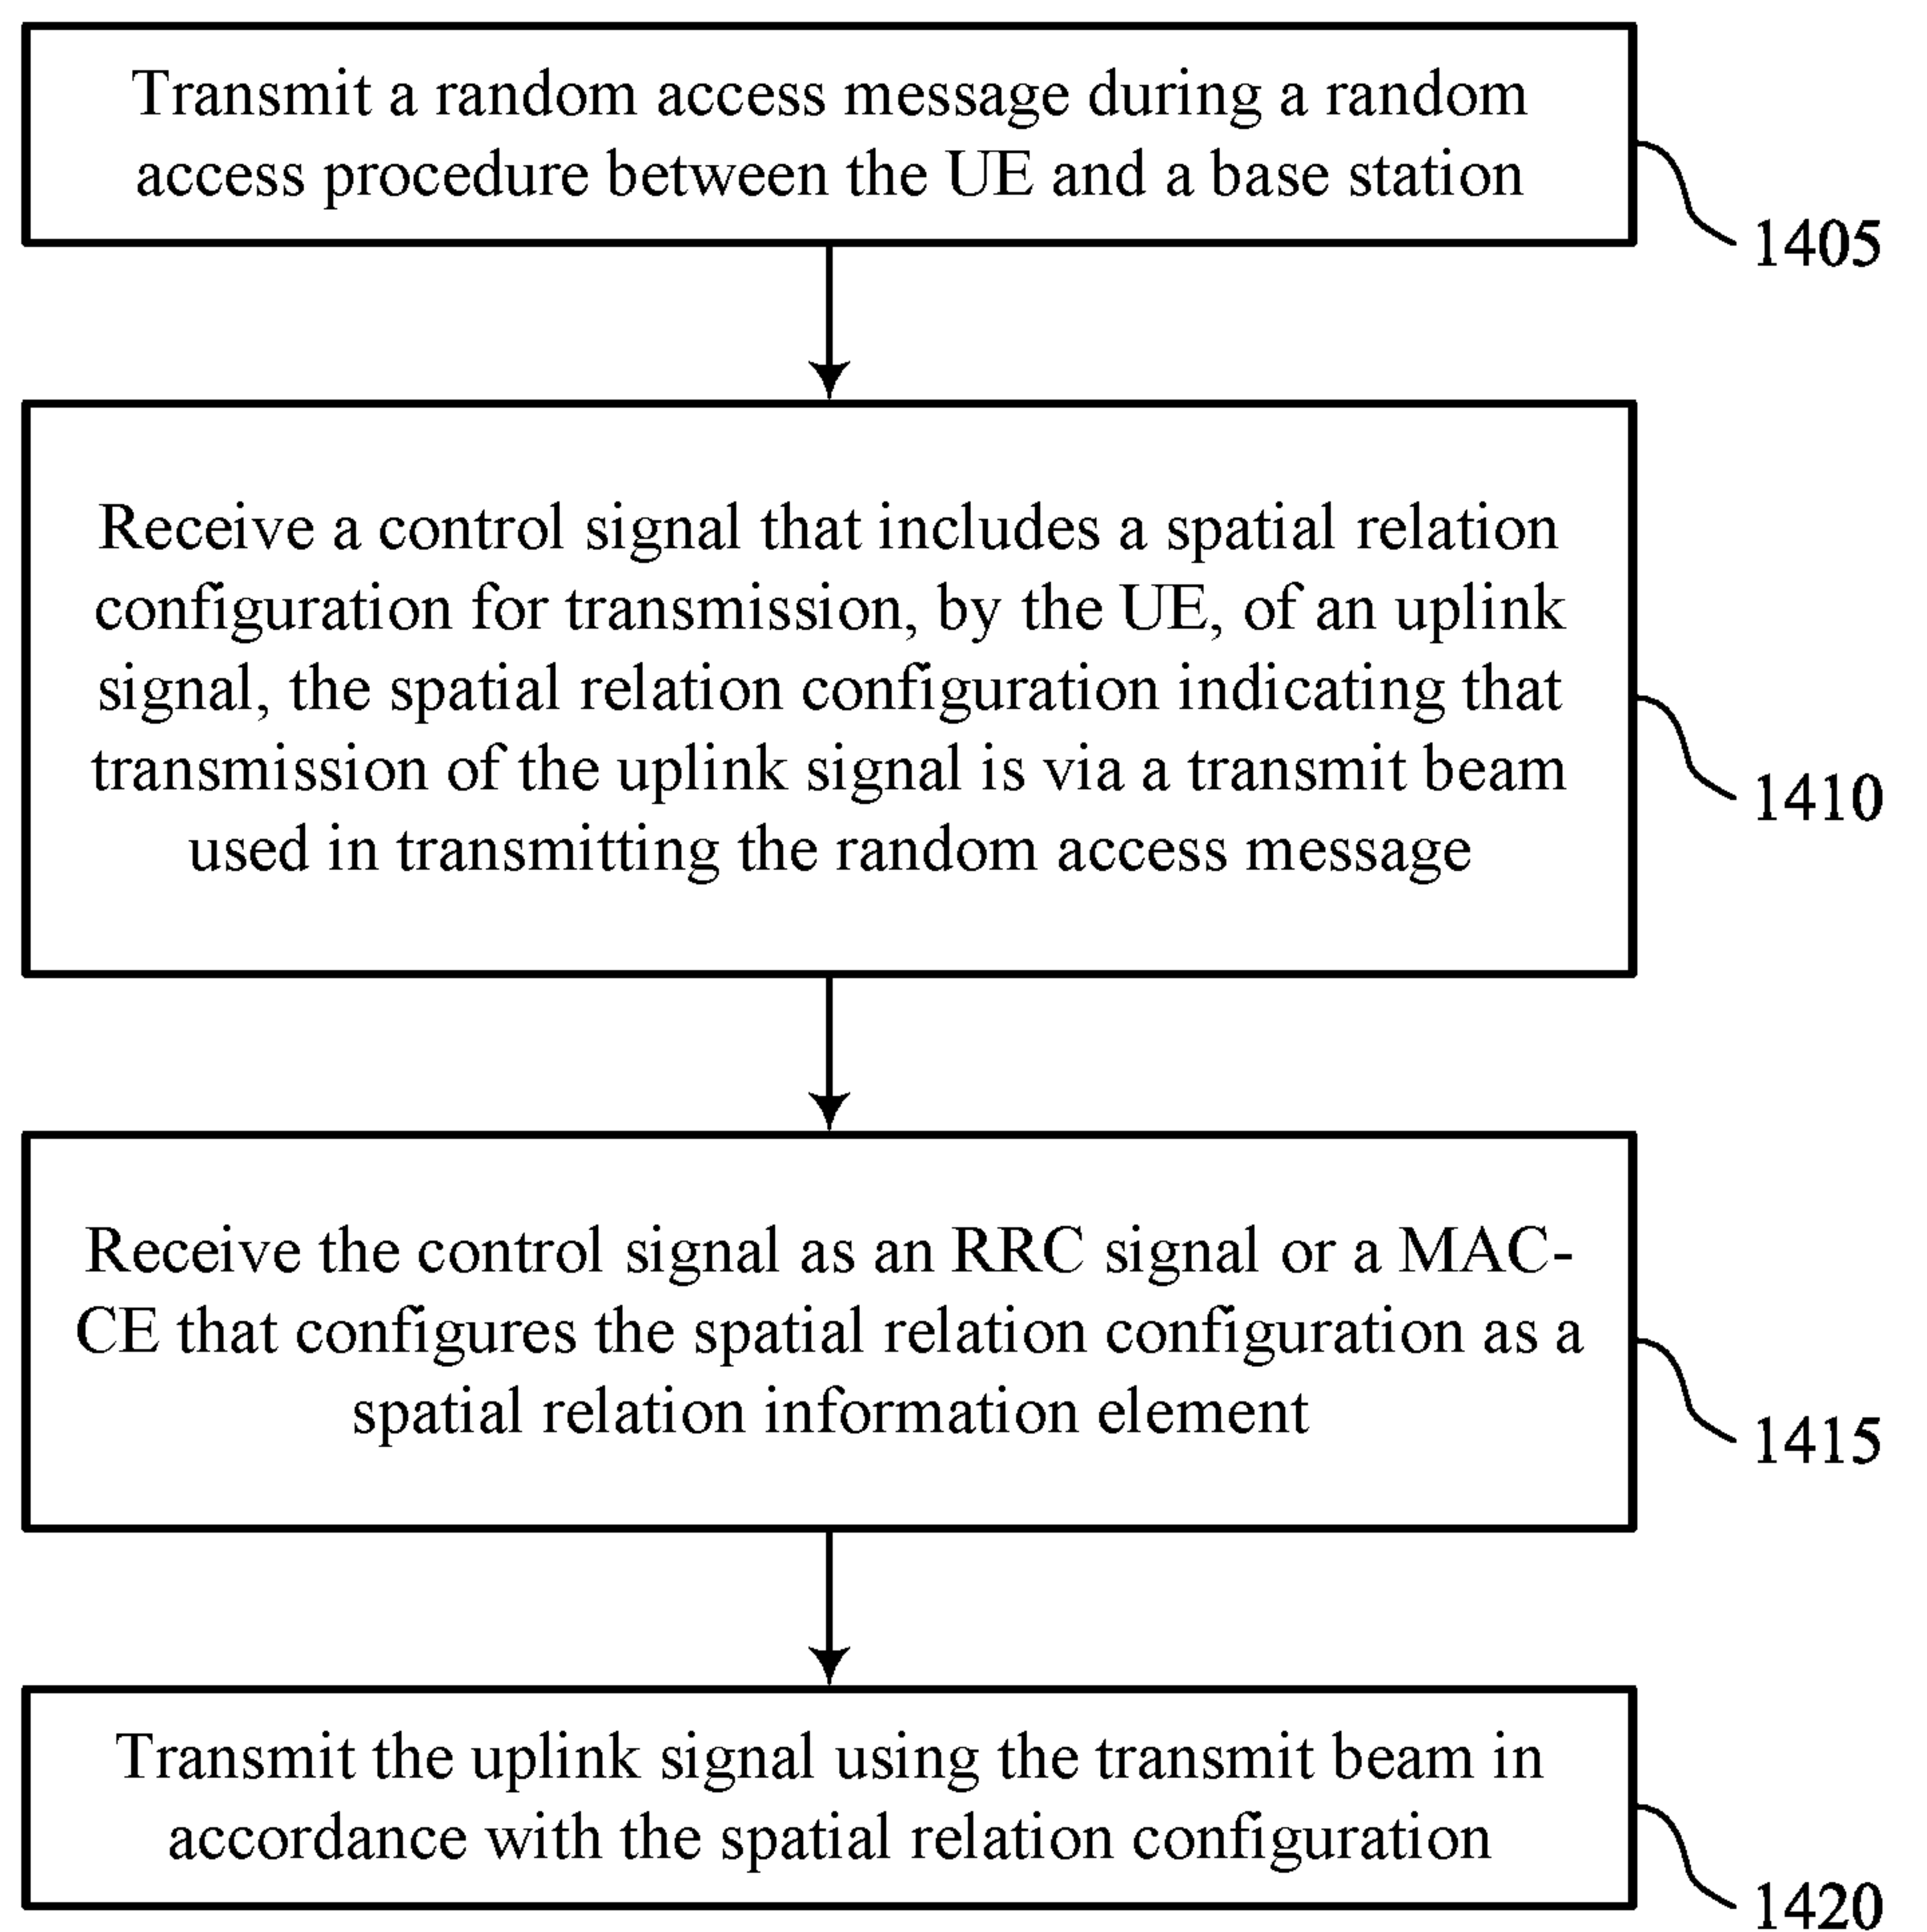 Transmit a random access message during a random
access procedure between the UE and a base station
1405
Receive a control signal that includes a spatial relation
configuration for transmission, by the UE, of an uplink
signal, the spatial relation configuration indicating that
transmission of the uplink signal is via a transmit beam
used in transmitting the random access message
1410
Receive the control signal as an RRC signal or a MAC-
CE that configures the spatial relation configuration as a
spatial relation information element
1415
Transmit the uplink signal using the transmit beam in
accordance with the spatial relation configuration
1420